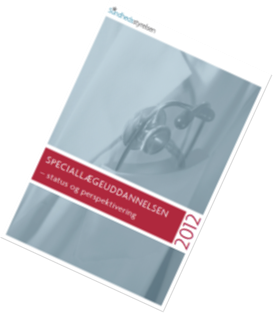 sundhedsstyrelsen
SPECIALLÆGEUDDANNELSEN
– status og perspektivering
2012